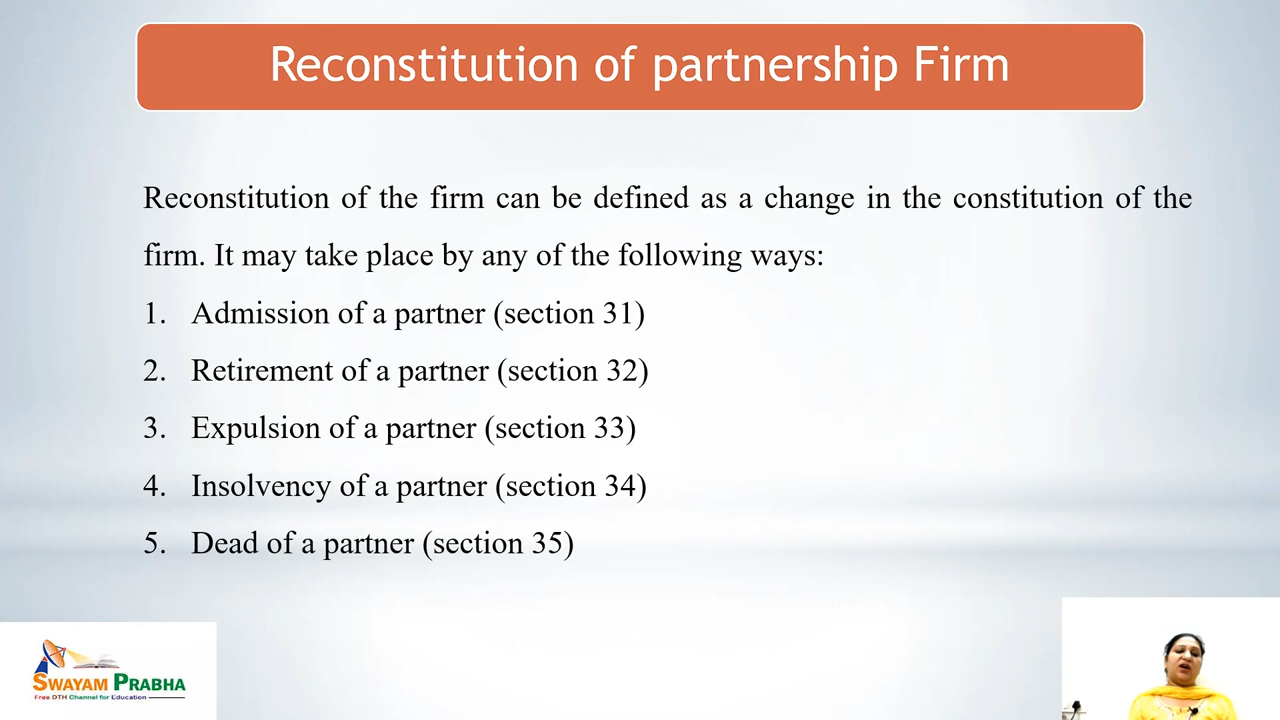 Reconstitution of partnership Firm
Reconstitution of the firm can be defined as a change in the constitution of the
firm. It may take place by any of the following ways:
1. Admission of a partner (section 31)
2. Retirement of a partner (section 32)
3. Expulsion of a partner (section 33)
4. Insolvency of a partner (section 34)
5. Dead of a partner (section 35)
SWAYAM PRABHA
Free DTH Channel for Education